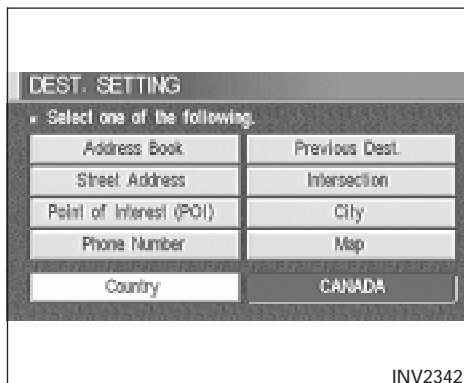 DEST. SETTING
Select one of the following.
Address Book Previous Dest.
Street Address Intersection
Point of Interest (POI) City
Phone Number Map
Country CANADA
INV2342